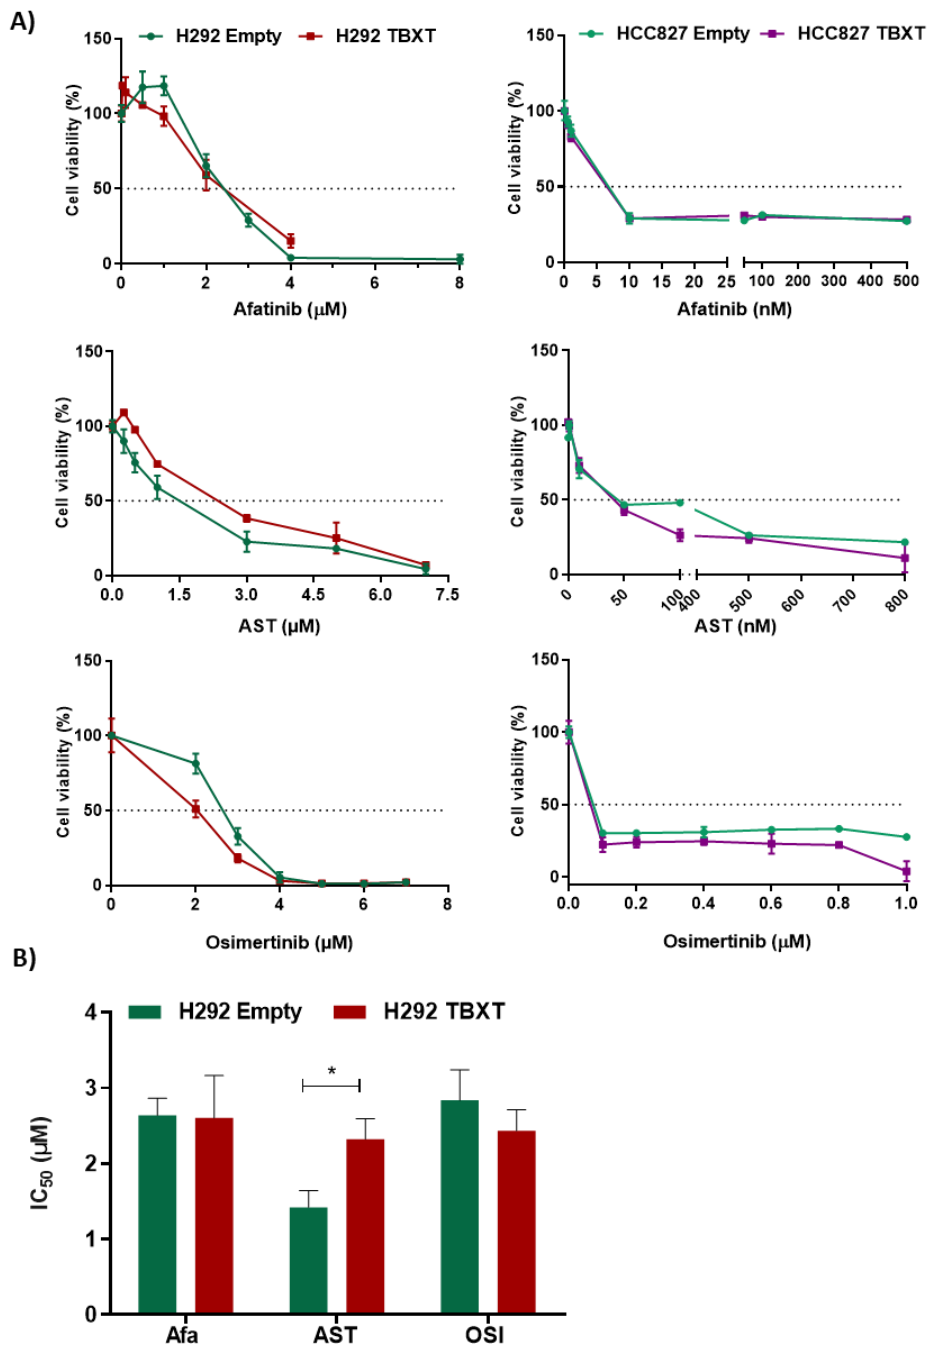 A)
H292 Empty H292 TBXT
150
100
50
0
Cell viability (%)
0 2 4 6 8
Afatinib (μM)
HCC827 Empty HCC827 TBXT
150
100
50
0
Cell viability (%)
0 5 10 15 20 25 100 200 300 400 500
Afatinib (nM)
150
100
50
0
Cell viability (%)
0.0 1.5 3.0 4.5 6.0 7.5
AST (μM)
150
100
50
0
Cell viability (%)
0 50 100 400 500 600 700 800
AST (nM)
150
100
50
0
Cell viability (%)
0 2 4 6 8
Osimertinib (μM)
150
100
50
0
Cell viability (%)
0.0 0.2 0.4 0.6 0.8 1.0
Osimertinib (μM)
B)
H292 Empty H292 TBXT
4
3
2
1
0
IC50 (μM)
*
Afa AST OSI